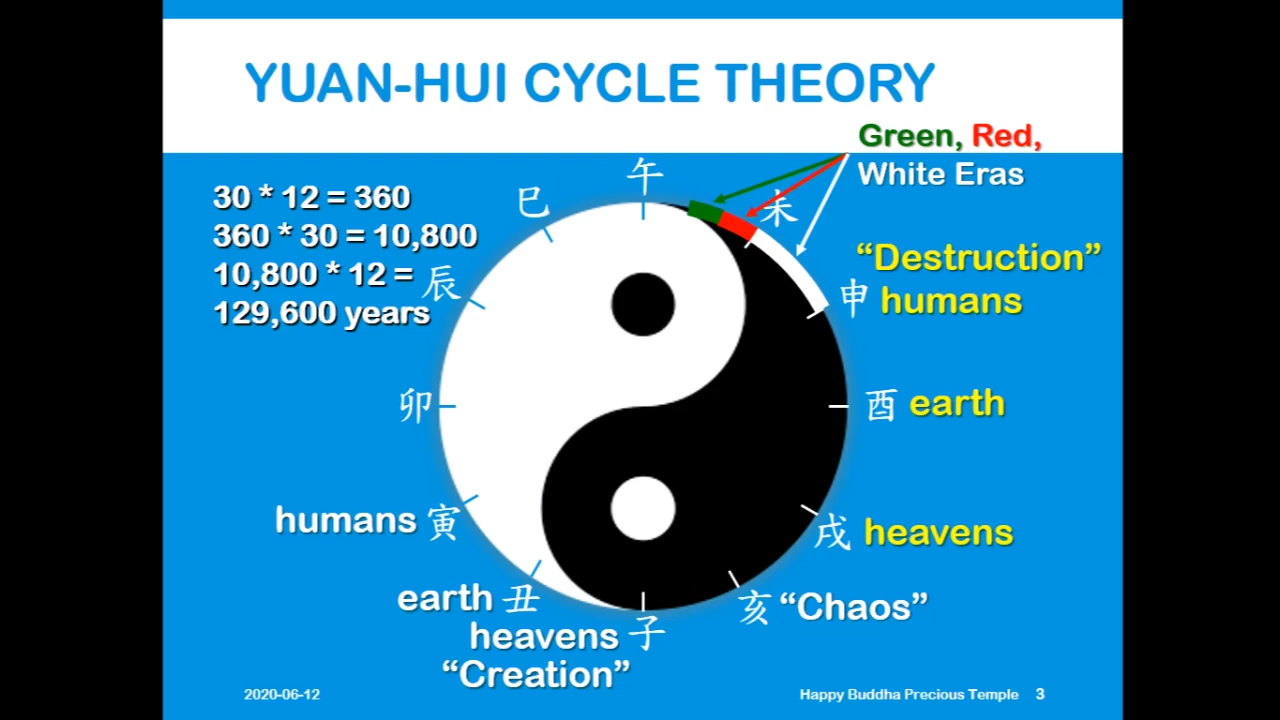 YUAN-HUI CYCLE THEORY
Green, Red,
White Eras
30 * 12 = 360
360 * 30 = 10,800
10,800 * 12 =
129,600 years
午
巳
未
辰
"Destruction"
申 humans
卯
酉 earth
humans 寅
戌 heavens
earth 丑
亥 "Chaos"
heavens 子
"Creation"
2020-06-12
Happy Buddha Precious Temple 3